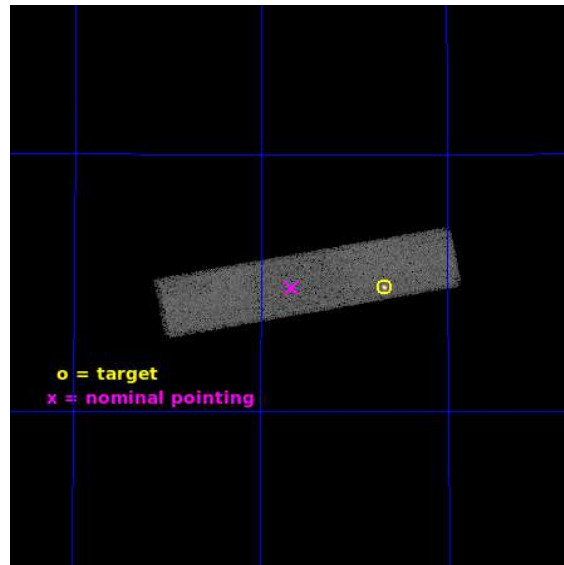 o = target
x = nominal pointing